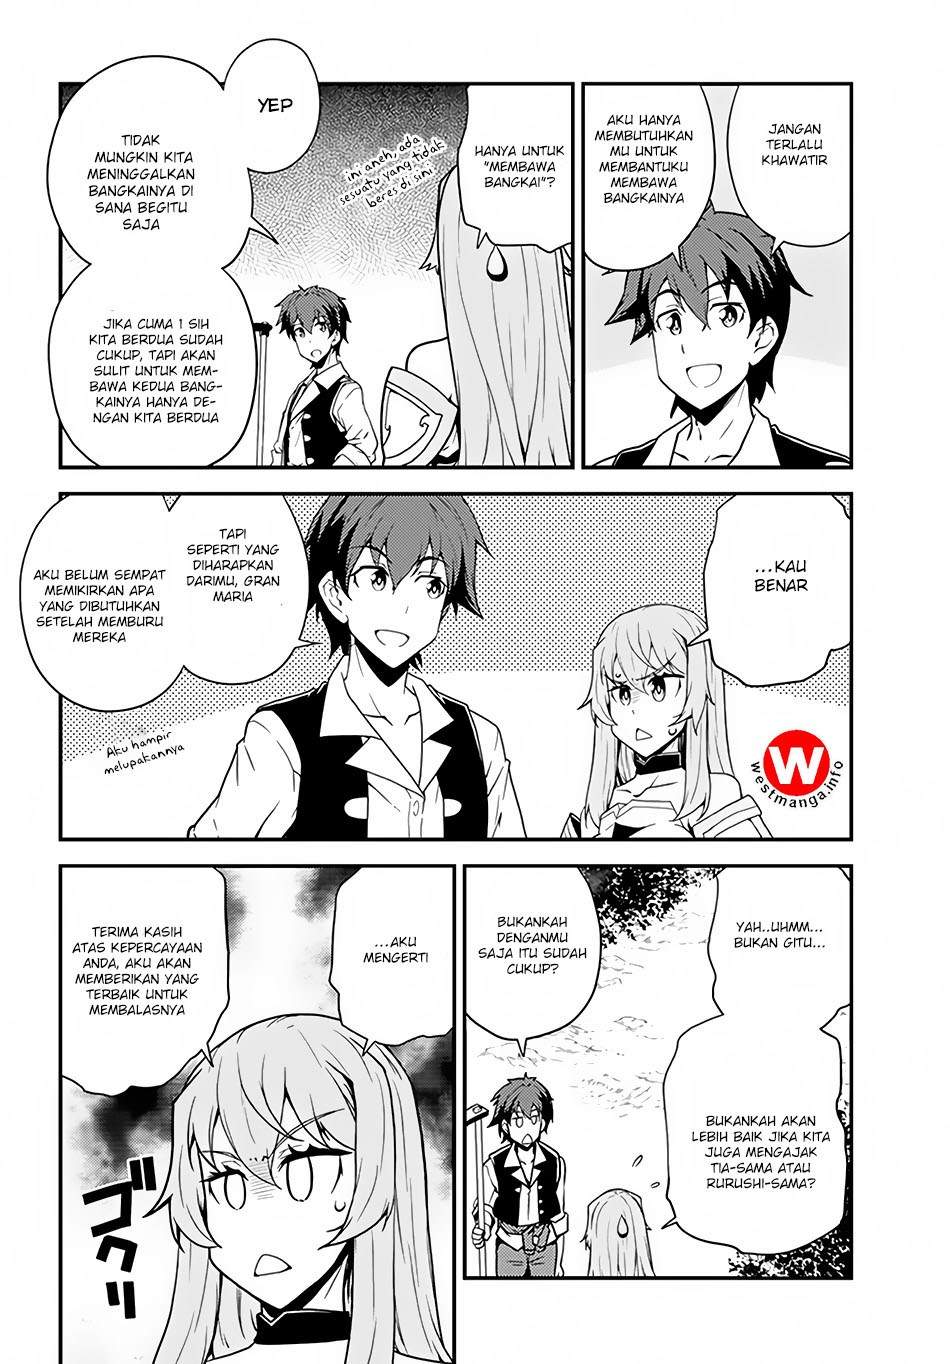 JANGAN
TERLALU
KHAWATIR
AKU HANYA
MEMBUTUHKAN
MU UNTUK
MEMBANTUKU
MEMBAWA
BANGKAINYA
HANYA UNTUK
"MEMBAWA
BANGKAI"?
ini aneh, ada
sesuatu yang tidak
beres di sini
YEP
TIDAK
MUNGKIN KITA
MENINGGALKAN
BANGKAINYA DI
SANA BEGITU
SAJA
JIKA CUMA 1 SIH
KITA BERDUA SUDAH
CUKUP, TAPI AKAN
SULIT UNTUK MEM-
BAWA KEDUA BANG-
KAINYA HANYA DE-
NGAN KITA BERDUA
...KAU
BENAR
TAPI
SEPERTI YANG
DIHARAPKAN
DARIMU, GRAN
MARIA
AKU BELUM SEMPAT
MEMIKIRKAN APA
YANG DIBUTUHKAN
SETELAH MEMBURU
MEREKA
Aku hampir
melupakannya
W
westmanga.info
YAH..UHMM...
BUKAN GITU...
BUKANKAH AKAN
LEBIH BAIK JIKA KITA
JUGA MENGAJAK
TIA-SAMA ATAU
RURUSHI-SAMA?
BUKANKAH
DENGANMU
SAJA ITU SUDAH
CUKUP?
...AKU
MENGERTI
TERIMA KASIH
ATAS KEPERCAYAAN
ANDA, AKU AKAN
MEMBERIKAN YANG
TERBAIK UNTUK
MEMBALASNYA
ゴクリ